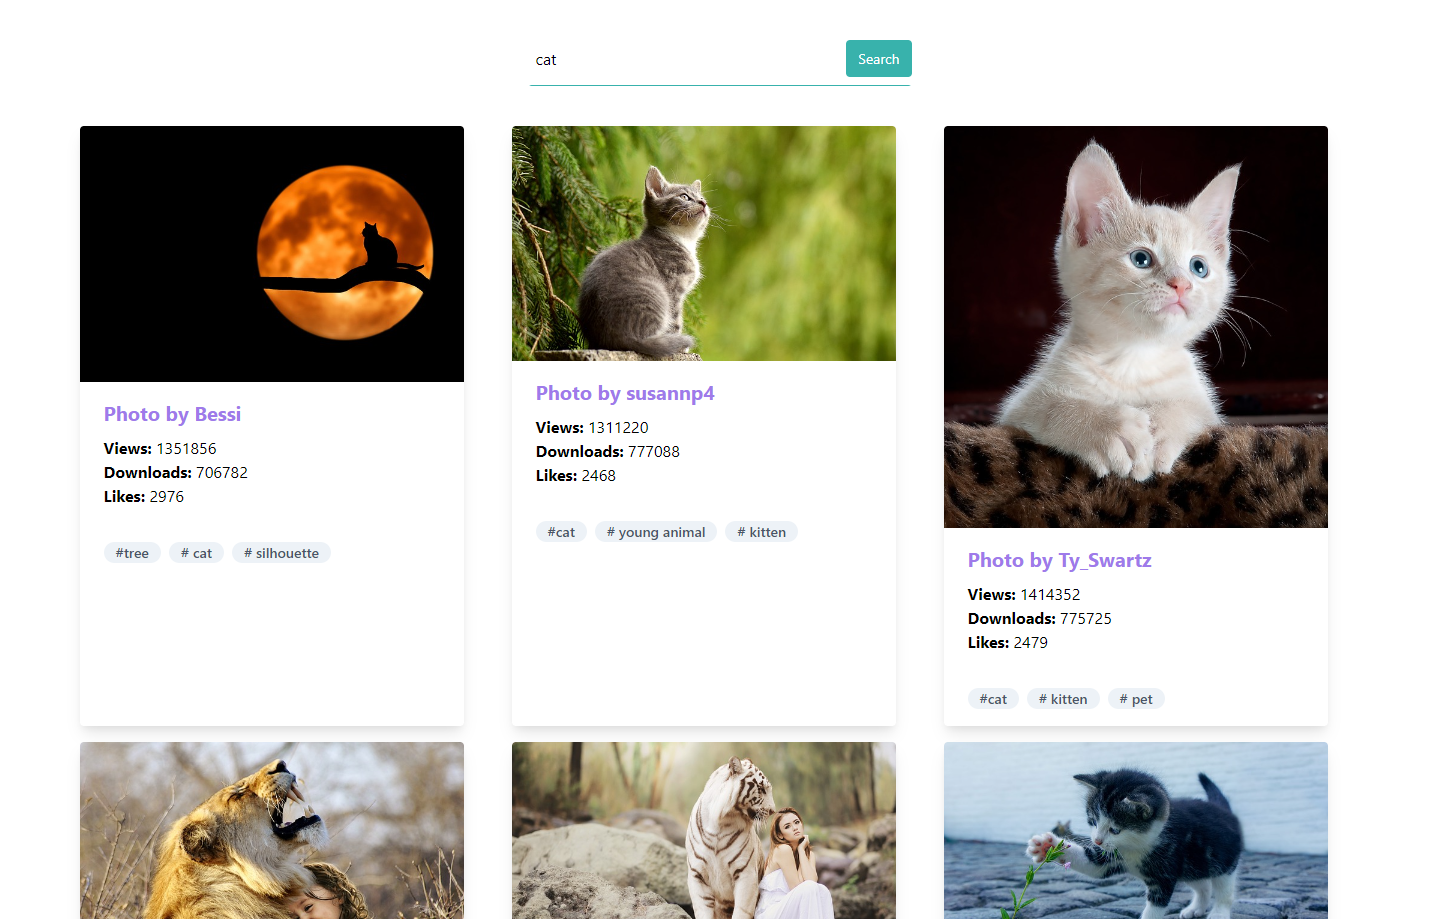 cat
Search
Photo by Bessi
Views: 1351856
Downloads: 706782
Likes: 2976
#tree # cat # silhouette
Photo by susannp4
Views: 1311220
Downloads: 777088
Likes: 2468
#cat # young animal # kitten
Photo by Ty_Swartz
Views: 1414352
Downloads: 775725
Likes: 2479
#cat # kitten # pet